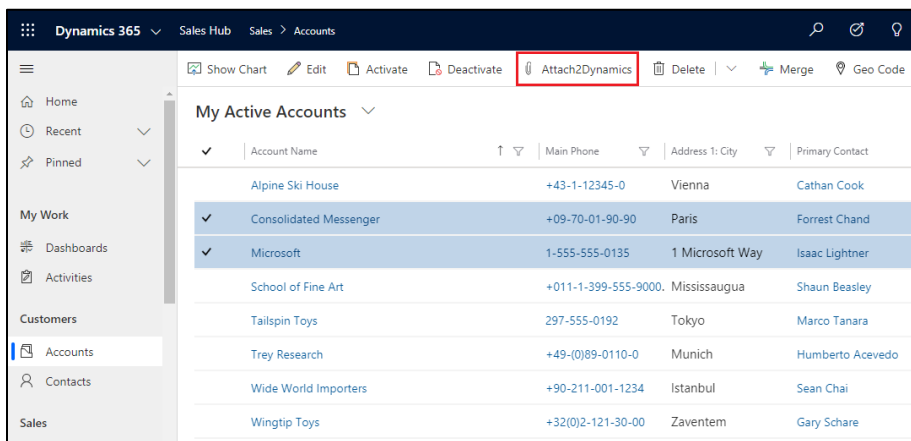 Dynamics 365 Sales Hub Sales > Accounts
Show Chart Edit Activate Deactivate Attach2Dynamics Delete Merge Geo Code
Home
Recent
Pinned
My Work
Dashboards
Activities
Customers
Accounts
Contacts
Sales
My Active Accounts
Account Name Main Phone Address 1: City Primary Contact
Alpine Ski House +43-1-12345-0 Vienna Cathan Cook
Consolidated Messenger +09-70-01-90-90 Paris Forrest Chand
Microsoft 1-555-555-0135 1 Microsoft Way Isaac Lightner
School of Fine Art +011-1-399-555-9000. Mississaugua Shaun Beasley
Tailspin Toys 297-555-0192 Tokyo Marco Tanara
Trey Research +49-(0)89-0110-0 Munich Humberto Acevedo
Wide World Importers +90-211-001-1234 Istanbul Sean Chai
Wingtip Toys +32(0)2-121-30-00 Zaventem Gary Schare